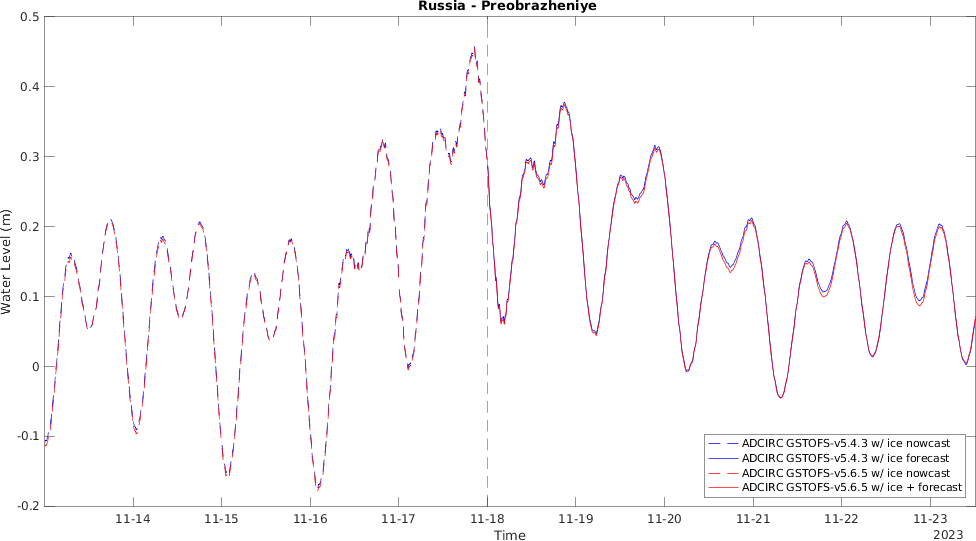 Russia - Preobrazheniye
0.5
0.4
0.3
0.2
0.1
0
-0.1
-0.2
Water Level (m)
ADCIRC GSTOFS-v5.4.3 w/ ice nowcast
ADCIRC GSTOFS-v5.4.3 w/ ice forecast
ADCIRC GSTOFS-v5.6.5 w/ ice nowcast
ADCIRC GSTOFS-v5.6.5 w/ ice + forecast
11-14 11-15 11-16 11-17 11-18 11-19 11-20 11-21 11-22 11-23
Time
2023